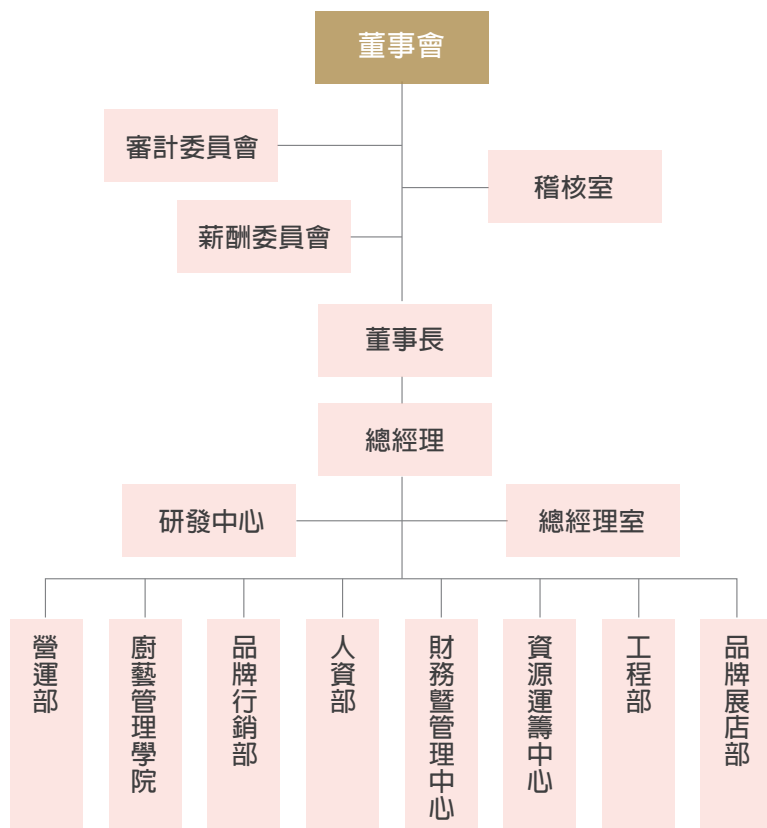 董事會
審計委員會
稽核室
薪酬委員會
董事長
總經理
研發中心
總經理室
營運部
廚藝管理學院
品牌行銷部
人資部
財務暨管理中心
資源運籌中心
工程部
品牌展店部